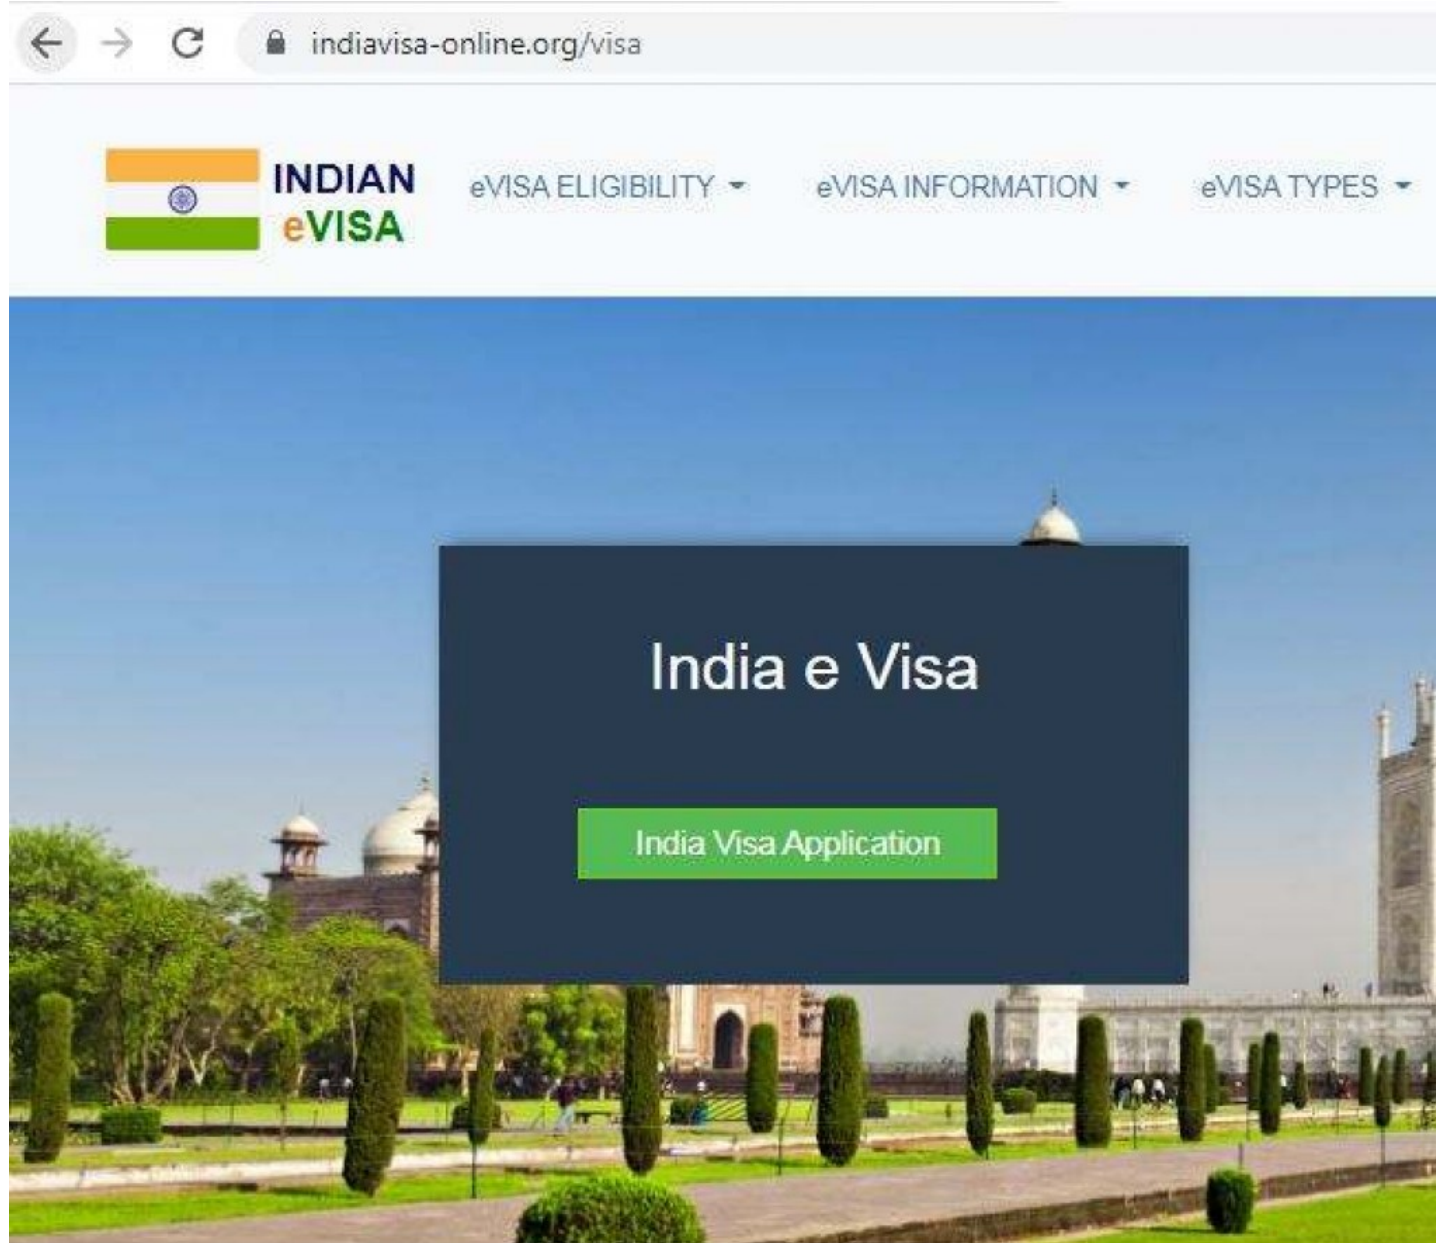 indiavisa-online.org/visa
INDIAN
eVISA
eVISA ELIGIBILITY
eVISA INFORMATION
eVISA TYPES
India e Visa
India Visa Application